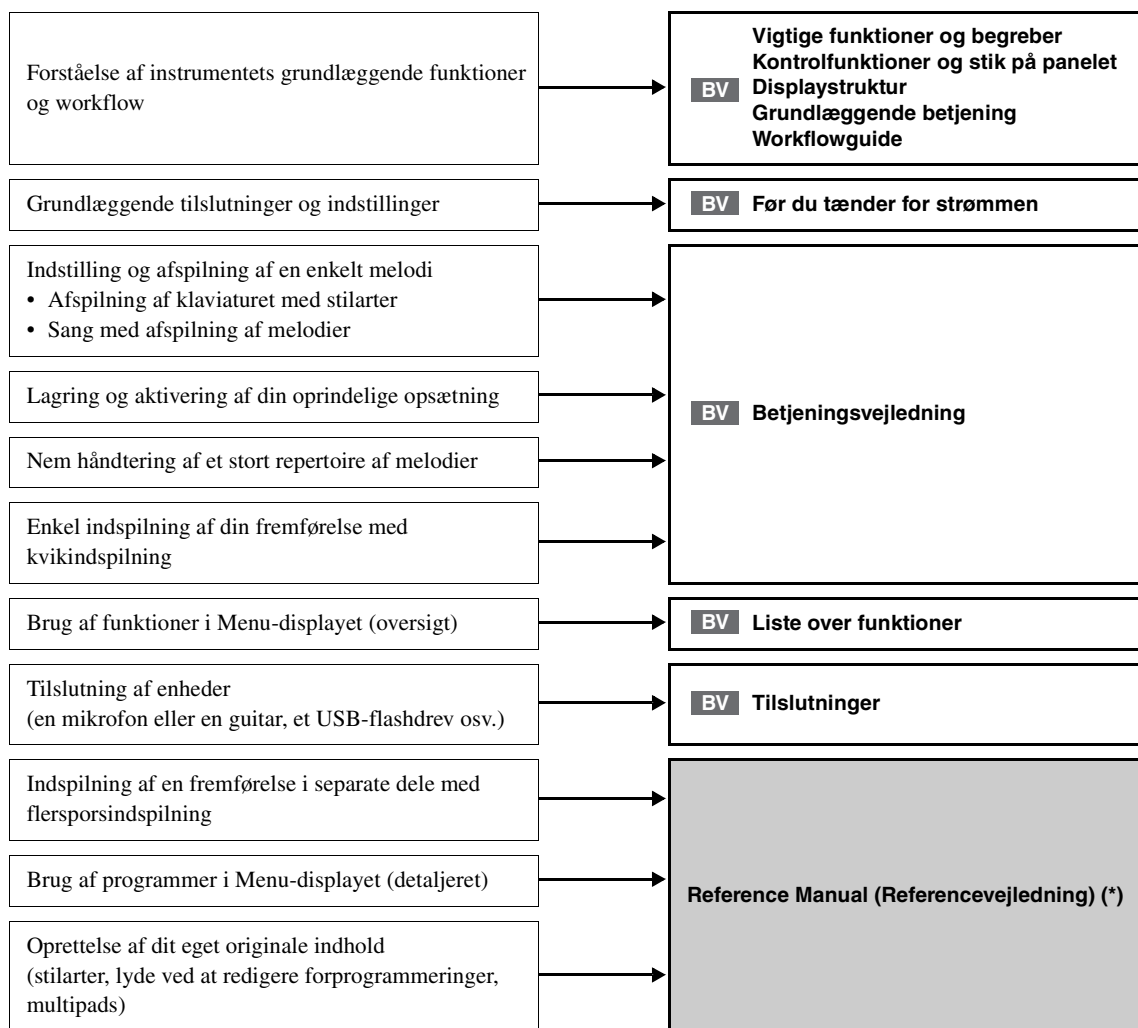 Forståelse af instrumentets grundlæggende funktioner
og workflow
Vigtige funktioner og begreber
Kontrolfunktioner og stik på panelet
BV Displaystruktur
Grundlæggende betjening
Workflowguide
Grundlæggende tilslutninger og indstillinger
BV Før du tænder for strømmen
Indstilling og afspilning af en enkelt melodi
• Afspilning af klaviaturet med stilarter
• Sang med afspilning af melodier
Lagring og aktivering af din oprindelige opsætning
Nem håndtering af et stort repertoire af melodier
Enkel indspilning af din fremførelse med
kvikindspilning
BV Betjeningsvejledning
Brug af funktioner i Menu-displayet (oversigt)
BV Liste over funktioner
Tilslutning af enheder
(en mikrofon eller en guitar, et USB-flashdrev osv.)
BV Tilslutninger
Indspilning af en fremførelse i separate dele med
flersporsindspilning
Brug af programmer i Menu-displayet (detaljeret)
Oprettelse af dit eget originale indhold
(stilarter, lyde ved at redigere forprogrammeringer,
multipads)
Reference Manual (Referencevejledning) (*)